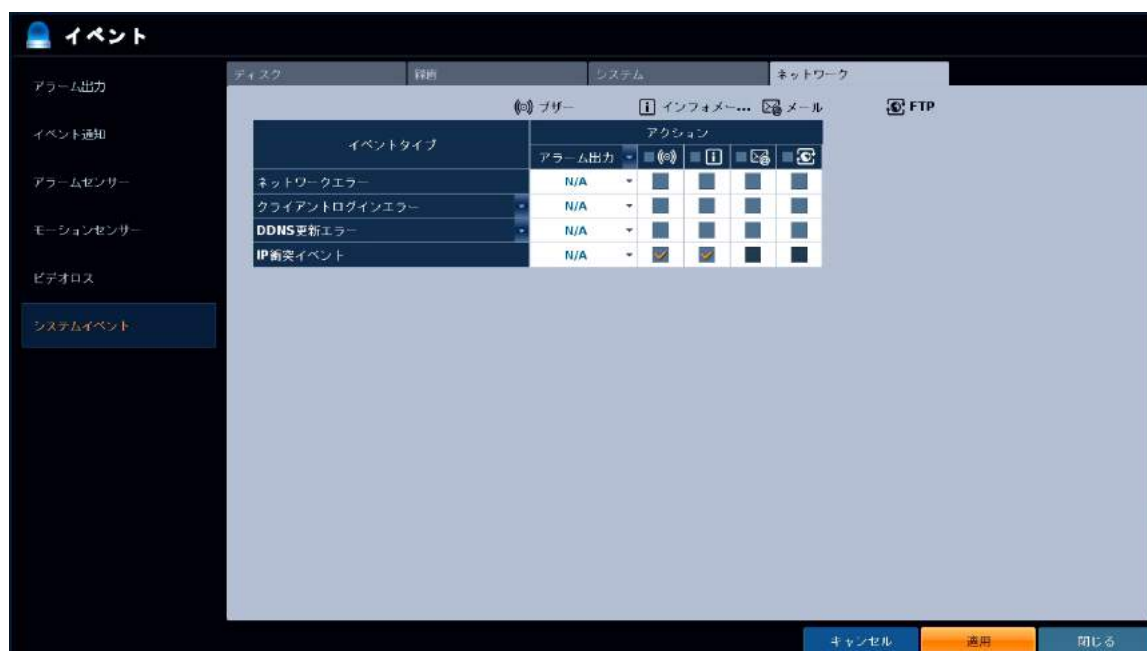 イベント
アラーム出力
イベント通知
アラームセンサー
モーションセンサー
ビデオロス
システムイベント
ディスク 録画 システム ネットワーク
ブザー インフォメー... メール FTP
イベントタイプ アクション
アラーム出力
ネットワークエラー N/A
クライアントログインエラー N/A
DDNS更新エラー N/A
IP衝突イベント N/A
キャンセル 適用 閉じる